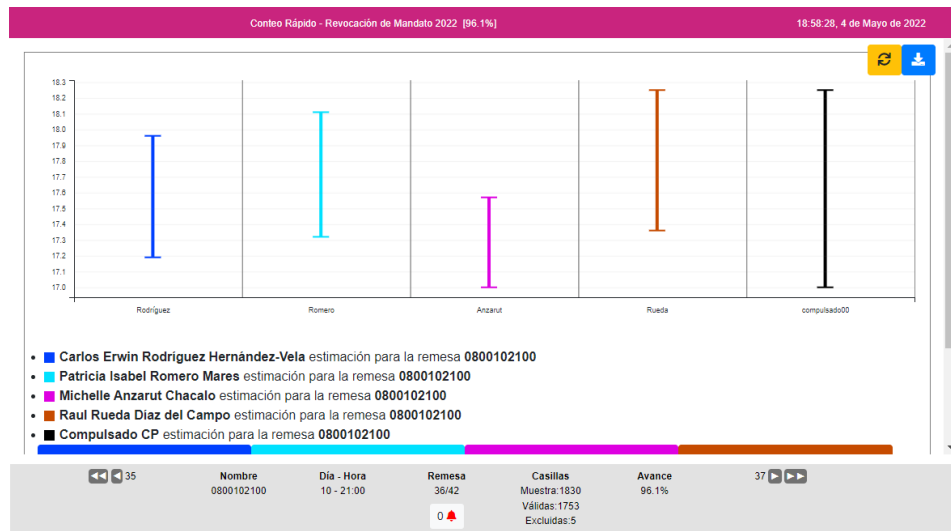 Conteo Rápido - Revocación de Mandato 2022 [96.1%]
18:58:28, 4 de Mayo de 2022
18.3
18.2
18.1
18.0
17.9
17.8
17.7
17.6
17.5
17.4
17.3
17.2
17.1
17.0
Rodríguez Romero Anzarut Rueda compulsado00
Carlos Erwin Rodríguez Hernández-Vela estimación para la remesa 0800102100
Patricia Isabel Romero Mares estimación para la remesa 0800102100
Michelle Anzarut Chacalo estimación para la remesa 0800102100
Raul Rueda Diaz del Campo estimación para la remesa 0800102100
Compulsado CP estimación para la remesa 0800102100
35 Nombre Día - Hora Remesa Casillas Avance 37
0800102100 10 - 21:00 36/42 Muestra:1830 96.1%
Válidas:1753
0 Excluidas:5